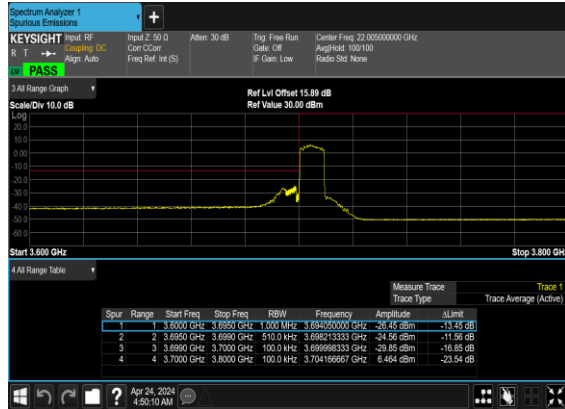 Spectrum Analyzer 1
Spurious Emissions
+
KEYSIGHT
R T
LV PASS
Input: RF
Coupling: DC
Align: Auto
Input Z: 50 Ω
Corr CCorr
Freq Ref: Int (S)
Atten: 30 dB
Trig: Free Run
Gate: Off
IF Gain: Low
Center Freq: 22.005000000 GHz
Avg|Hold: 100/100
Radio Std: None
3 All Range Graph
Scale/Div 10.0 dB
Ref Lvl Offset 15.89 dB
Ref Value 30.00 dBm
Log
20.0
10.0
0.00
-10.0
-20.0
-30.0
-40.0
-50.0
-60.0
Start 3.600 GHz
Stop 3.800 GHz
4 All Range Table
Measure Trace Trace 1
Trace Type Trace Average (Active)
Spur Range Start Freq Stop Freq RBW Frequency Amplitude ΔLimit
1 1 3.6000 GHz 3.6950 GHz 1.000 MHz 3.694050000 GHz -26.45 dBm -13.45 dB
2 2 3.6950 GHz 3.6990 GHz 510.0 kHz 3.698213333 GHz -24.56 dBm -11.56 dB
3 3 3.6990 GHz 3.7000 GHz 100.0 kHz 3.699998333 GHz -29.85 dBm -16.85 dB
4 4 3.7000 GHz 3.8000 GHz 100.0 kHz 3.704166667 GHz 6.464 dBm -23.54 dB
?
Apr 24, 2024
4:50:10 AM